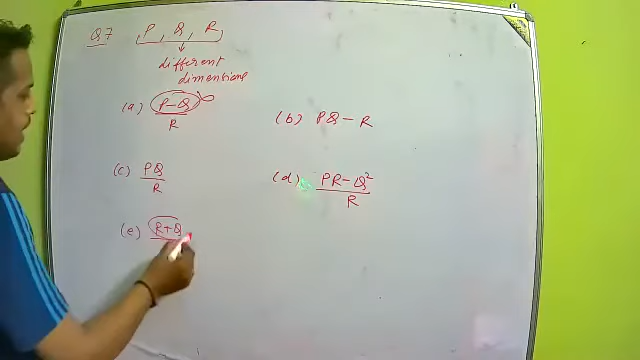 Q7 P, Q, R
different
dimensions
(a) P-Q
R
(b) PQ - R
(c) PQ
R
(d) PR-Q²
R
(e) R+Q